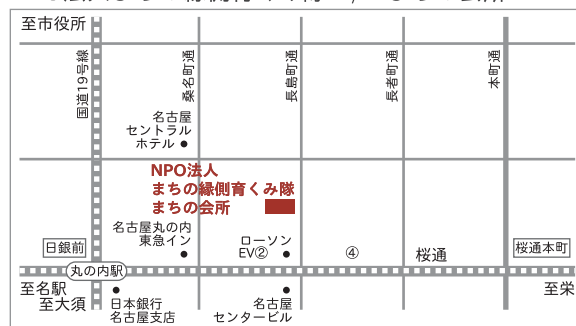 至市役所
国道19号線
桑名町通
長島町通
長者町通
本町通
名古屋
セントラル
ホテル
NPO法人
まちの縁側育くみ隊
まちの会所
名古屋丸の内
東急イン
ローソン
EV②
④
桜通
日銀前
桜通本町
丸の内駅
至名駅
至大須
日本銀行
名古屋支店
名古屋
センタービル
至栄